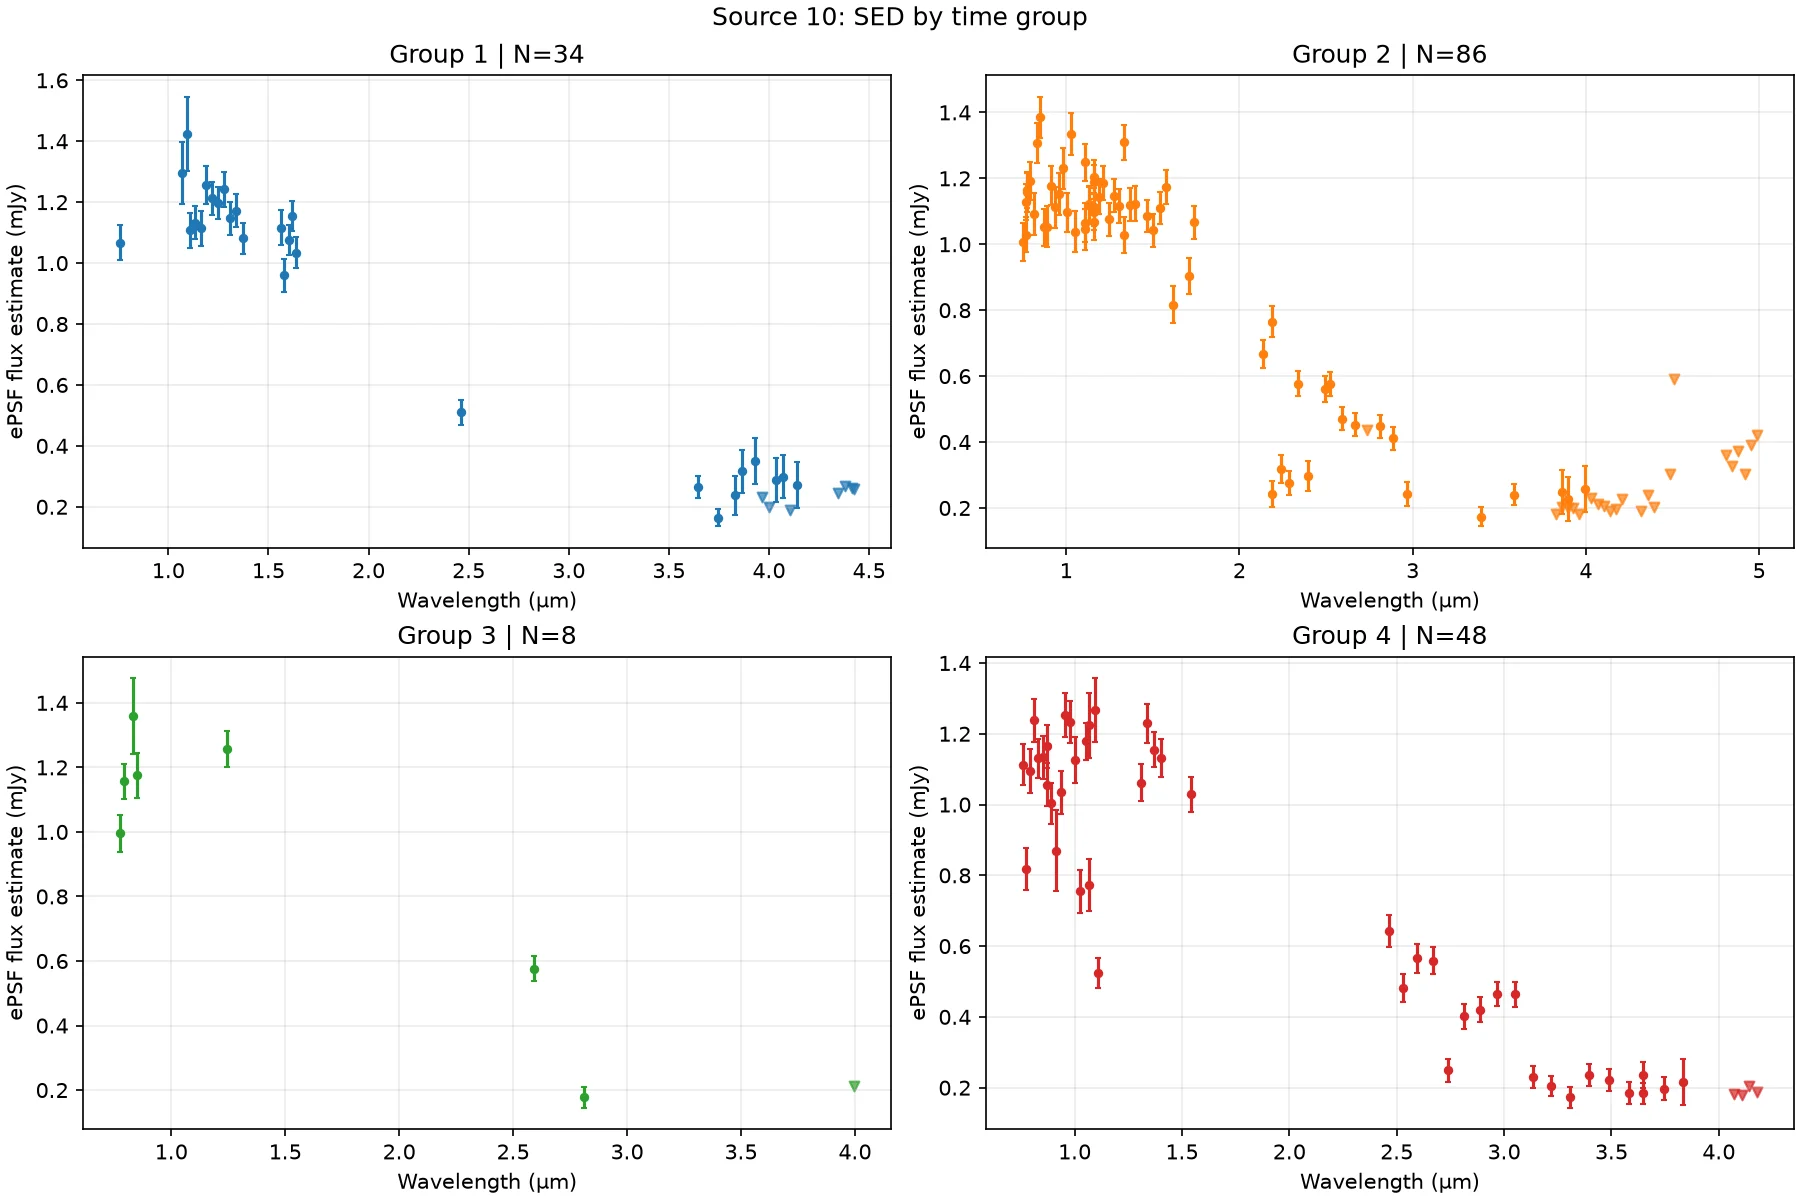 Source 10: SED by time group
Group 1 | N=34
ePSF flux estimate (mJy)
1.6
1.4
1.2
1.0
0.8
0.6
0.4
0.2
1.0 1.5 2.0 2.5 3.0 3.5 4.0 4.5
Wavelength (μm)
Group 2 | N=86
ePSF flux estimate (mJy)
1.4
1.2
1.0
0.8
0.6
0.4
0.2
1 2 3 4 5
Wavelength (μm)
Group 3 | N=8
ePSF flux estimate (mJy)
1.4
1.2
1.0
0.8
0.6
0.4
0.2
1.0 1.5 2.0 2.5 3.0 3.5 4.0
Wavelength (μm)
Group 4 | N=48
ePSF flux estimate (mJy)
1.4
1.2
1.0
0.8
0.6
0.4
0.2
1.0 1.5 2.0 2.5 3.0 3.5 4.0
Wavelength (μm)